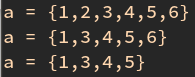 a = {1,2,3,4,5,6}
a = {1,3,4,5,6}
a = {1,3,4,5}